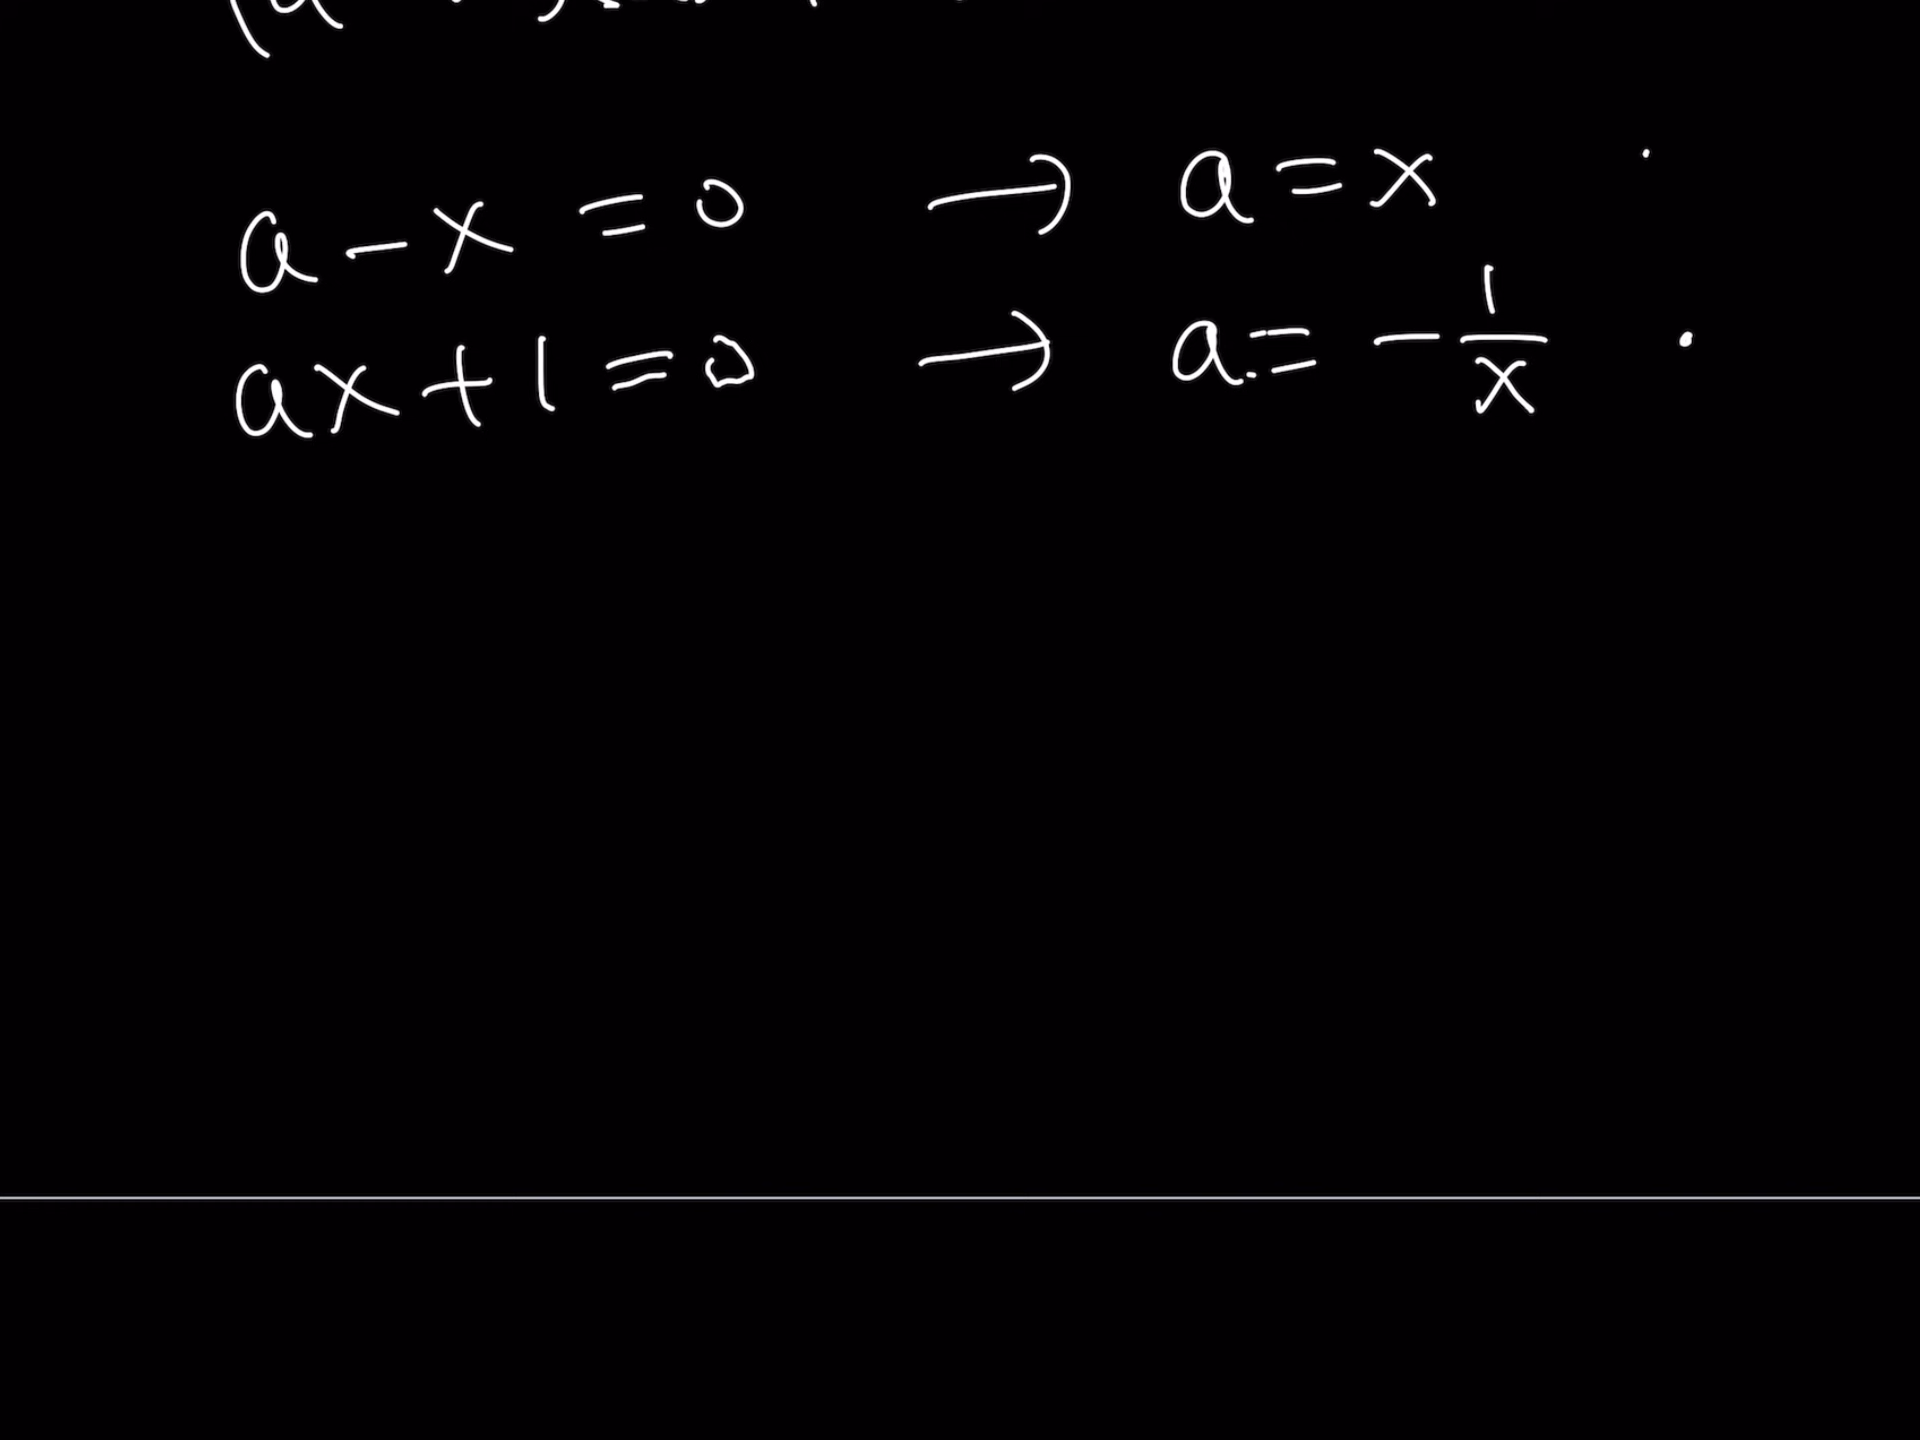 a - x = 0 → a = x
ax + 1 = 0 → a = - 1/x